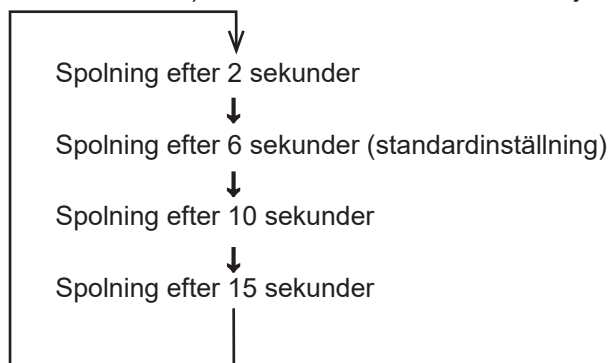 Spolning efter 2 sekunder
Spolning efter 6 sekunder (standardinställning)
Spolning efter 10 sekunder
Spolning efter 15 sekunder